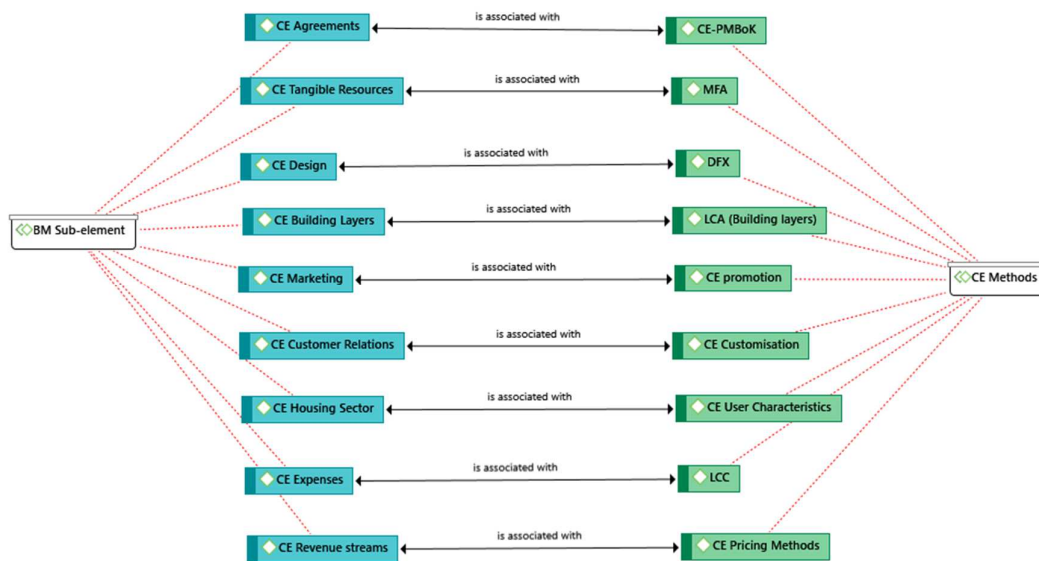 CE Agreements
is associated with
CE-PMBoK
CE Tangible Resources
is associated with
MFA
CE Design
is associated with
DFX
CE Building Layers
is associated with
LCA (Building layers)
BM Sub-element
CE Marketing
is associated with
CE promotion
CE Methods
CE Customer Relations
is associated with
CE Customisation
CE Housing Sector
is associated with
CE User Characteristics
CE Expenses
is associated with
LCC
CE Revenue streams
is associated with
CE Pricing Methods